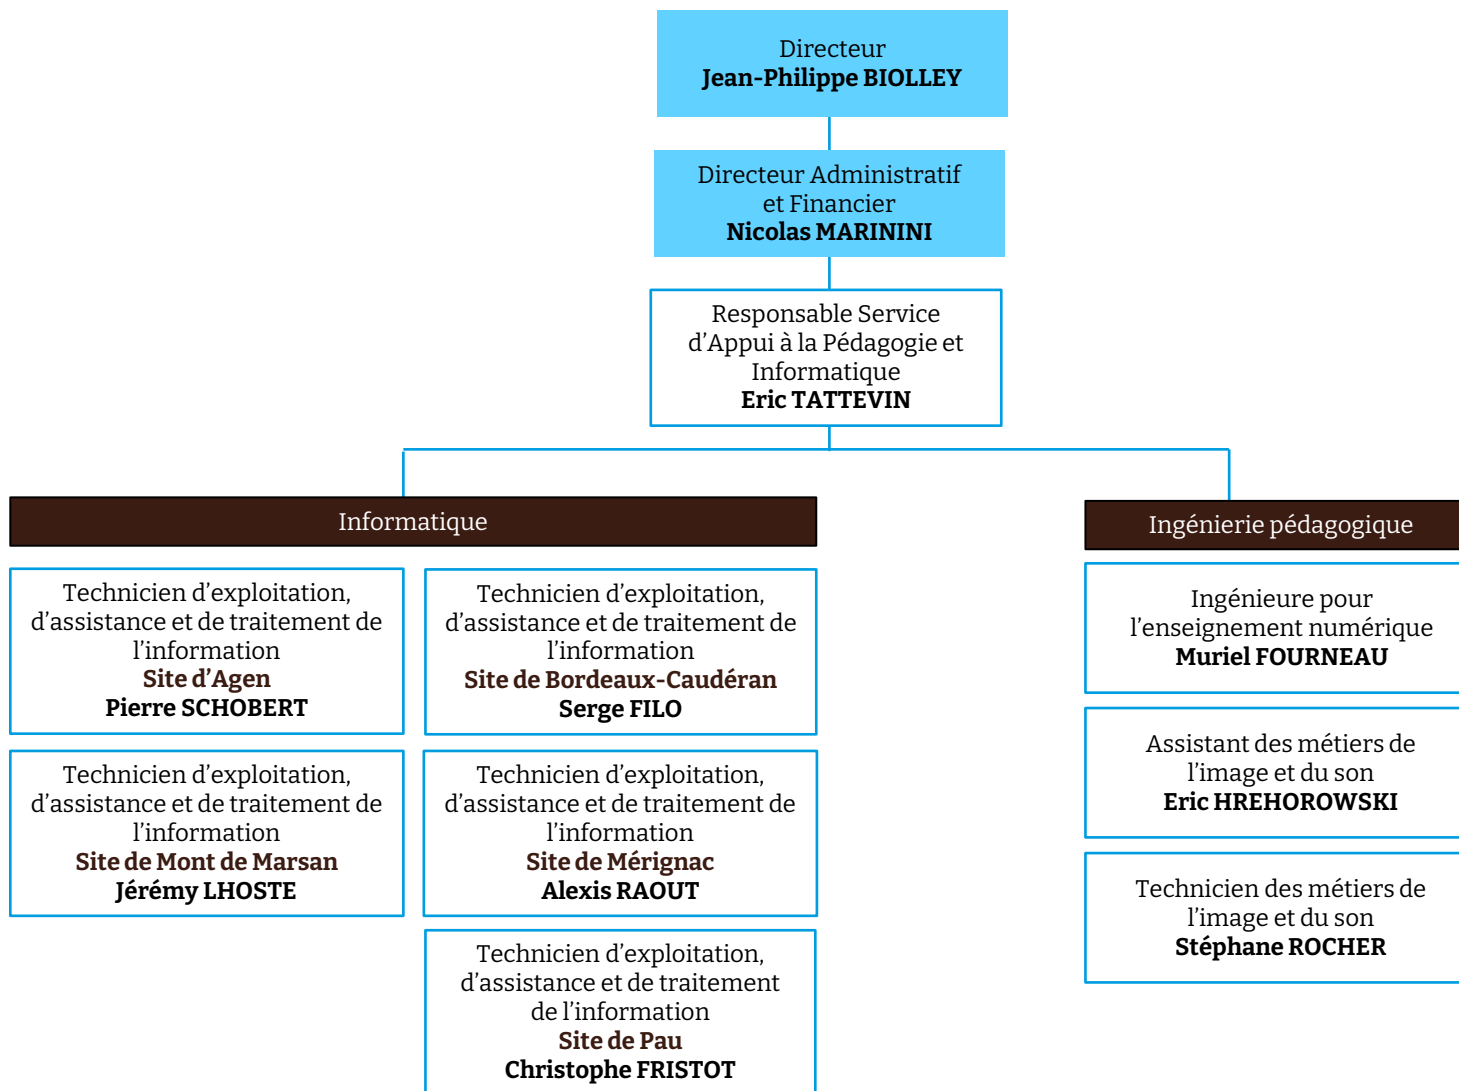 Directeur
Jean-Philippe BIOLLEY
Directeur Administratif
et Financier
Nicolas MARININI
Responsable Service
d’Appui à la Pédagogie et
Informatique
Eric TATTEVIN
Informatique
Technicien d’exploitation,
d’assistance et de traitement de
l’information
Site d’Agen
Pierre SCHOBERT
Technicien d’exploitation,
d’assistance et de traitement de
l’information
Site de Bordeaux-Caudéran
Serge FILO
Technicien d’exploitation,
d’assistance et de traitement de
l’information
Site de Mont de Marsan
Jérémy LHOSTE
Technicien d’exploitation,
d’assistance et de traitement de
l’information
Site de Mérignac
Alexis RAOUT
Technicien d’exploitation,
d’assistance et de traitement
de l’information
Site de Pau
Christophe FRISTOT
Ingénierie pédagogique
Ingénieure pour
l’enseignement numérique
Muriel FOURNEAU
Assistant des métiers de
l’image et du son
Eric HREHOROWSKI
Technicien des métiers de
l’image et du son
Stéphane ROCHER